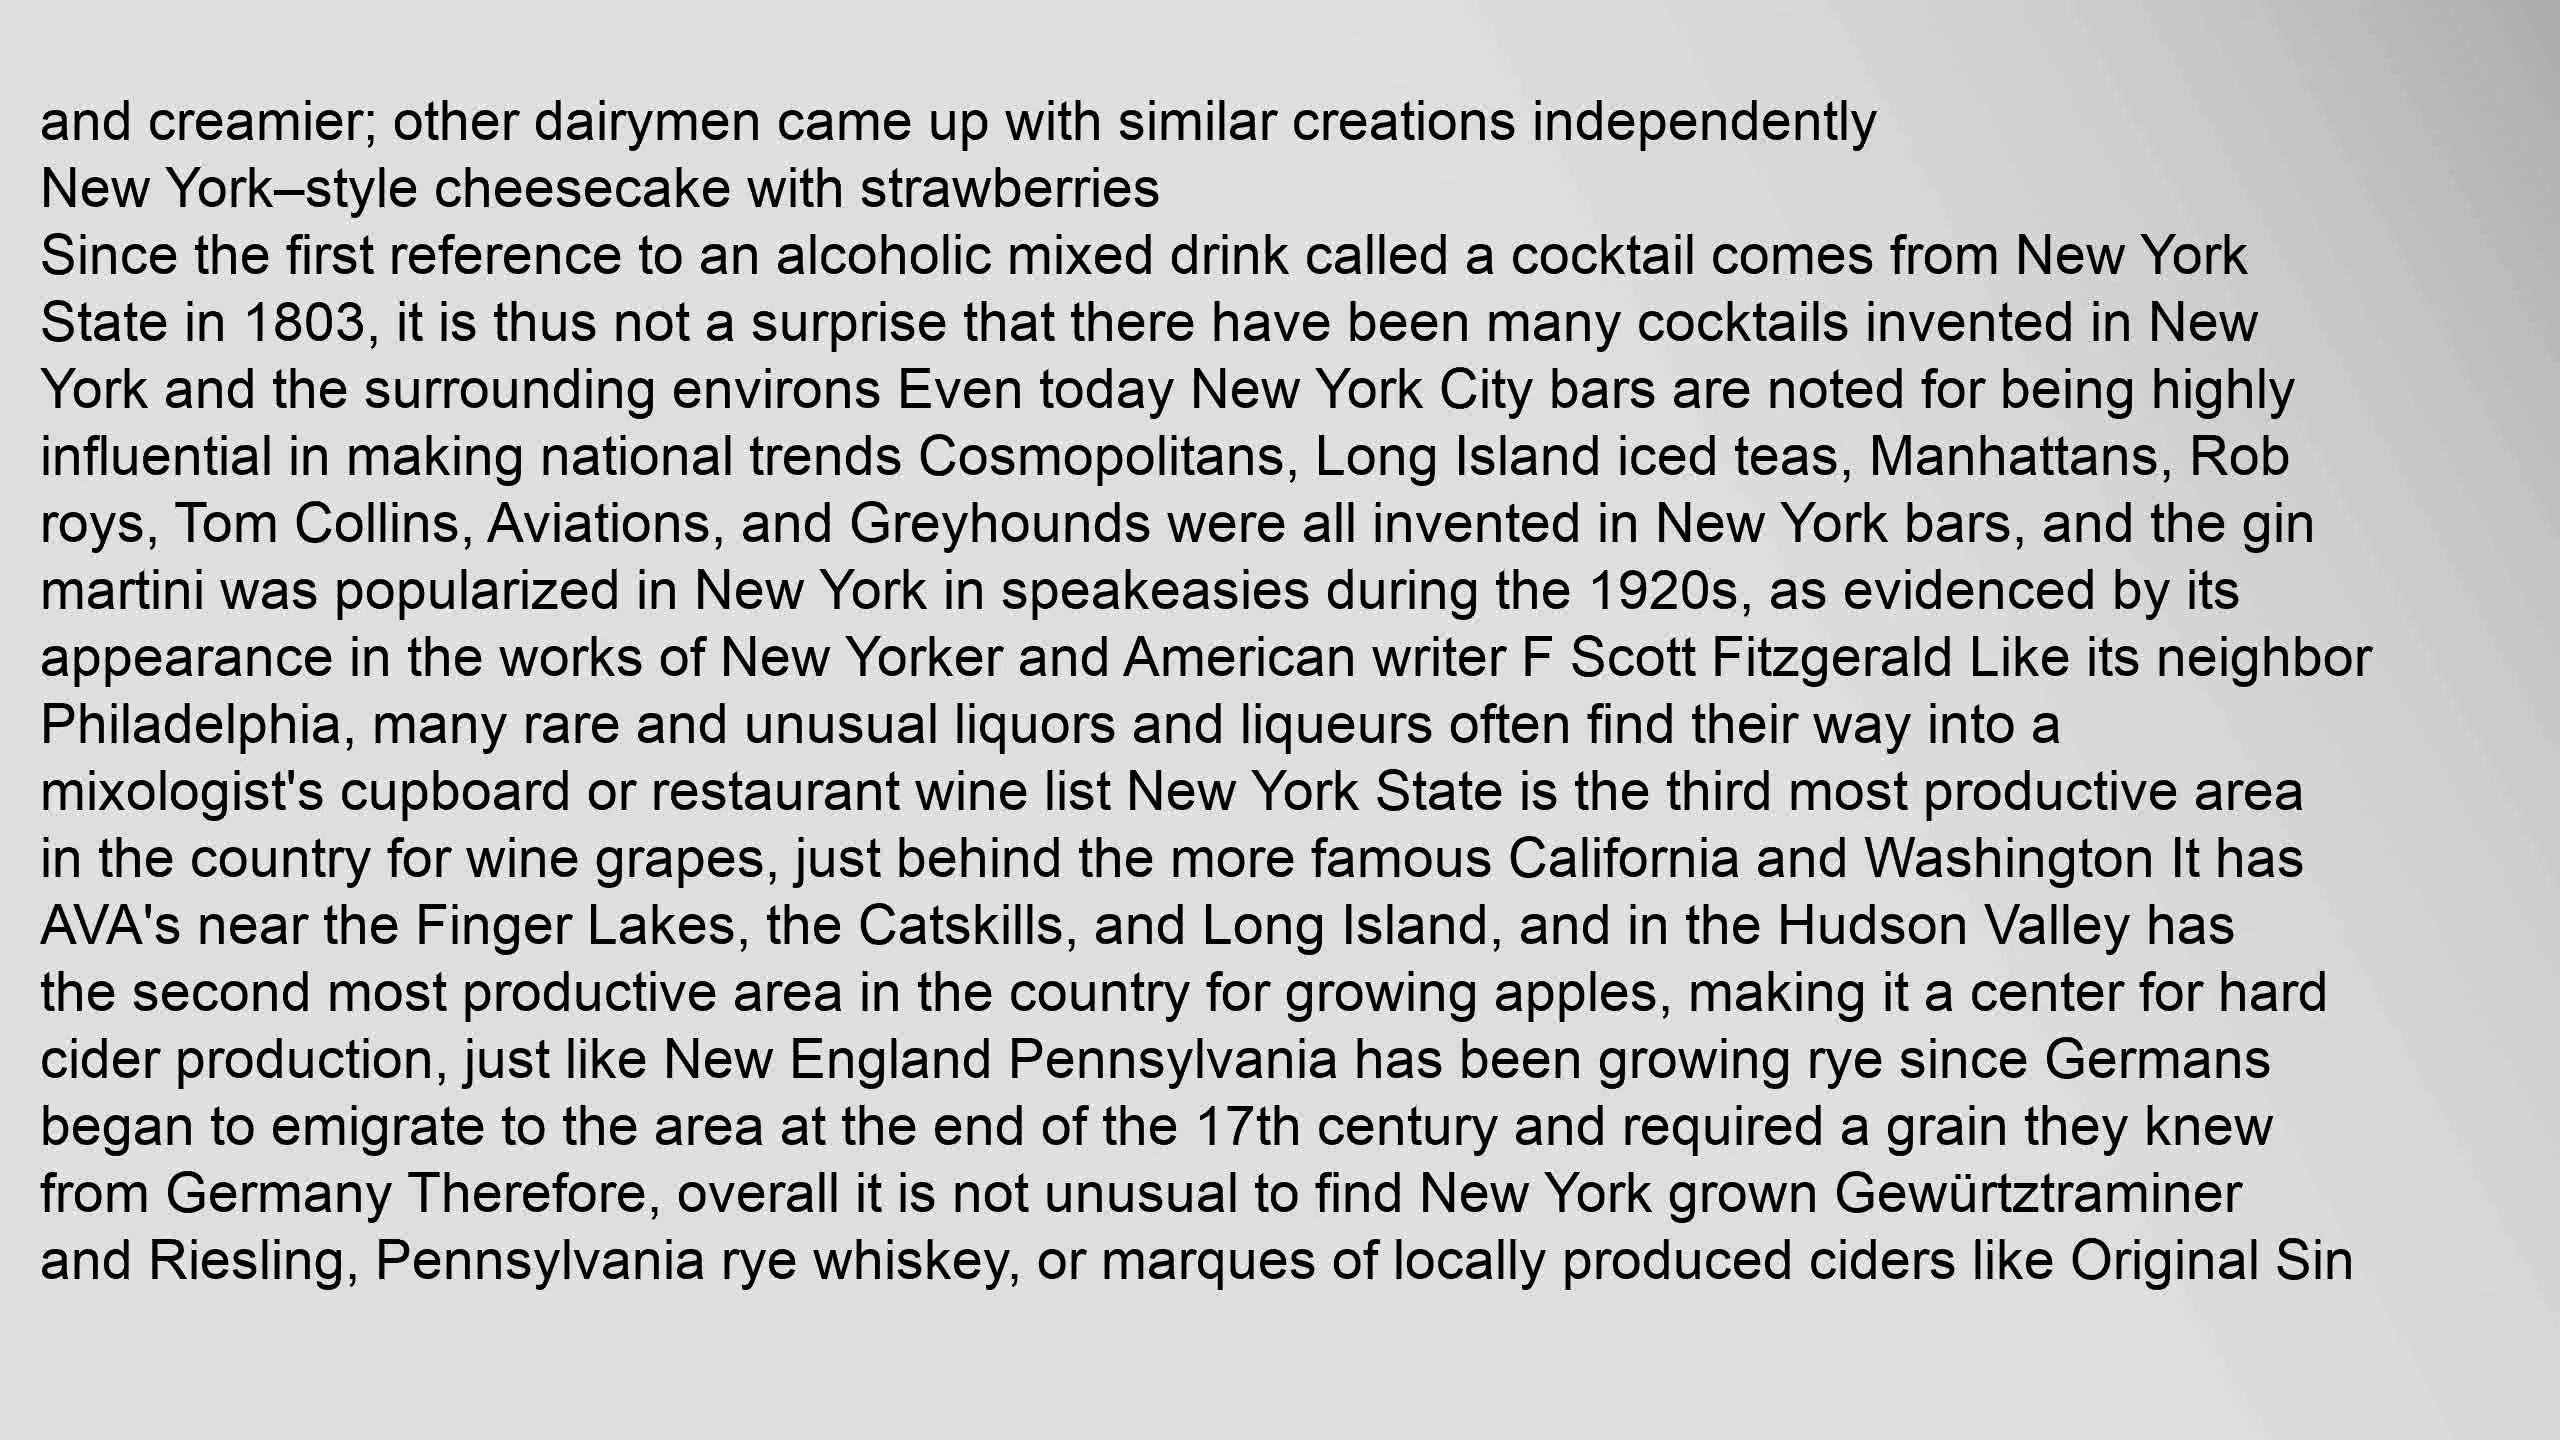 and creamier; other dairymen came up with similar creations independently
New York–style cheesecake with strawberries
Since the first reference to an alcoholic mixed drink called a cocktail comes from New York
State in 1803, it is thus not a surprise that there have been many cocktails invented in New
York and the surrounding environs Even today New York City bars are noted for being highly
influential in making national trends Cosmopolitans, Long Island iced teas, Manhattans, Rob
roys, Tom Collins, Aviations, and Greyhounds were all invented in New York bars, and the gin
martini was popularized in New York in speakeasies during the 1920s, as evidenced by its
appearance in the works of New Yorker and American writer F Scott Fitzgerald Like its neighbor
Philadelphia, many rare and unusual liquors and liqueurs often find their way into a
mixologist's cupboard or restaurant wine list New York State is the third most productive area
in the country for wine grapes, just behind the more famous California and Washington It has
AVA's near the Finger Lakes, the Catskills, and Long Island, and in the Hudson Valley has
the second most productive area in the country for growing apples, making it a center for hard
cider production, just like New England Pennsylvania has been growing rye since Germans
began to emigrate to the area at the end of the 17th century and required a grain they knew
from Germany Therefore, overall it is not unusual to find New York grown Gewürtztraminer
and Riesling, Pennsylvania rye whiskey, or marques of locally produced ciders like Original Sin